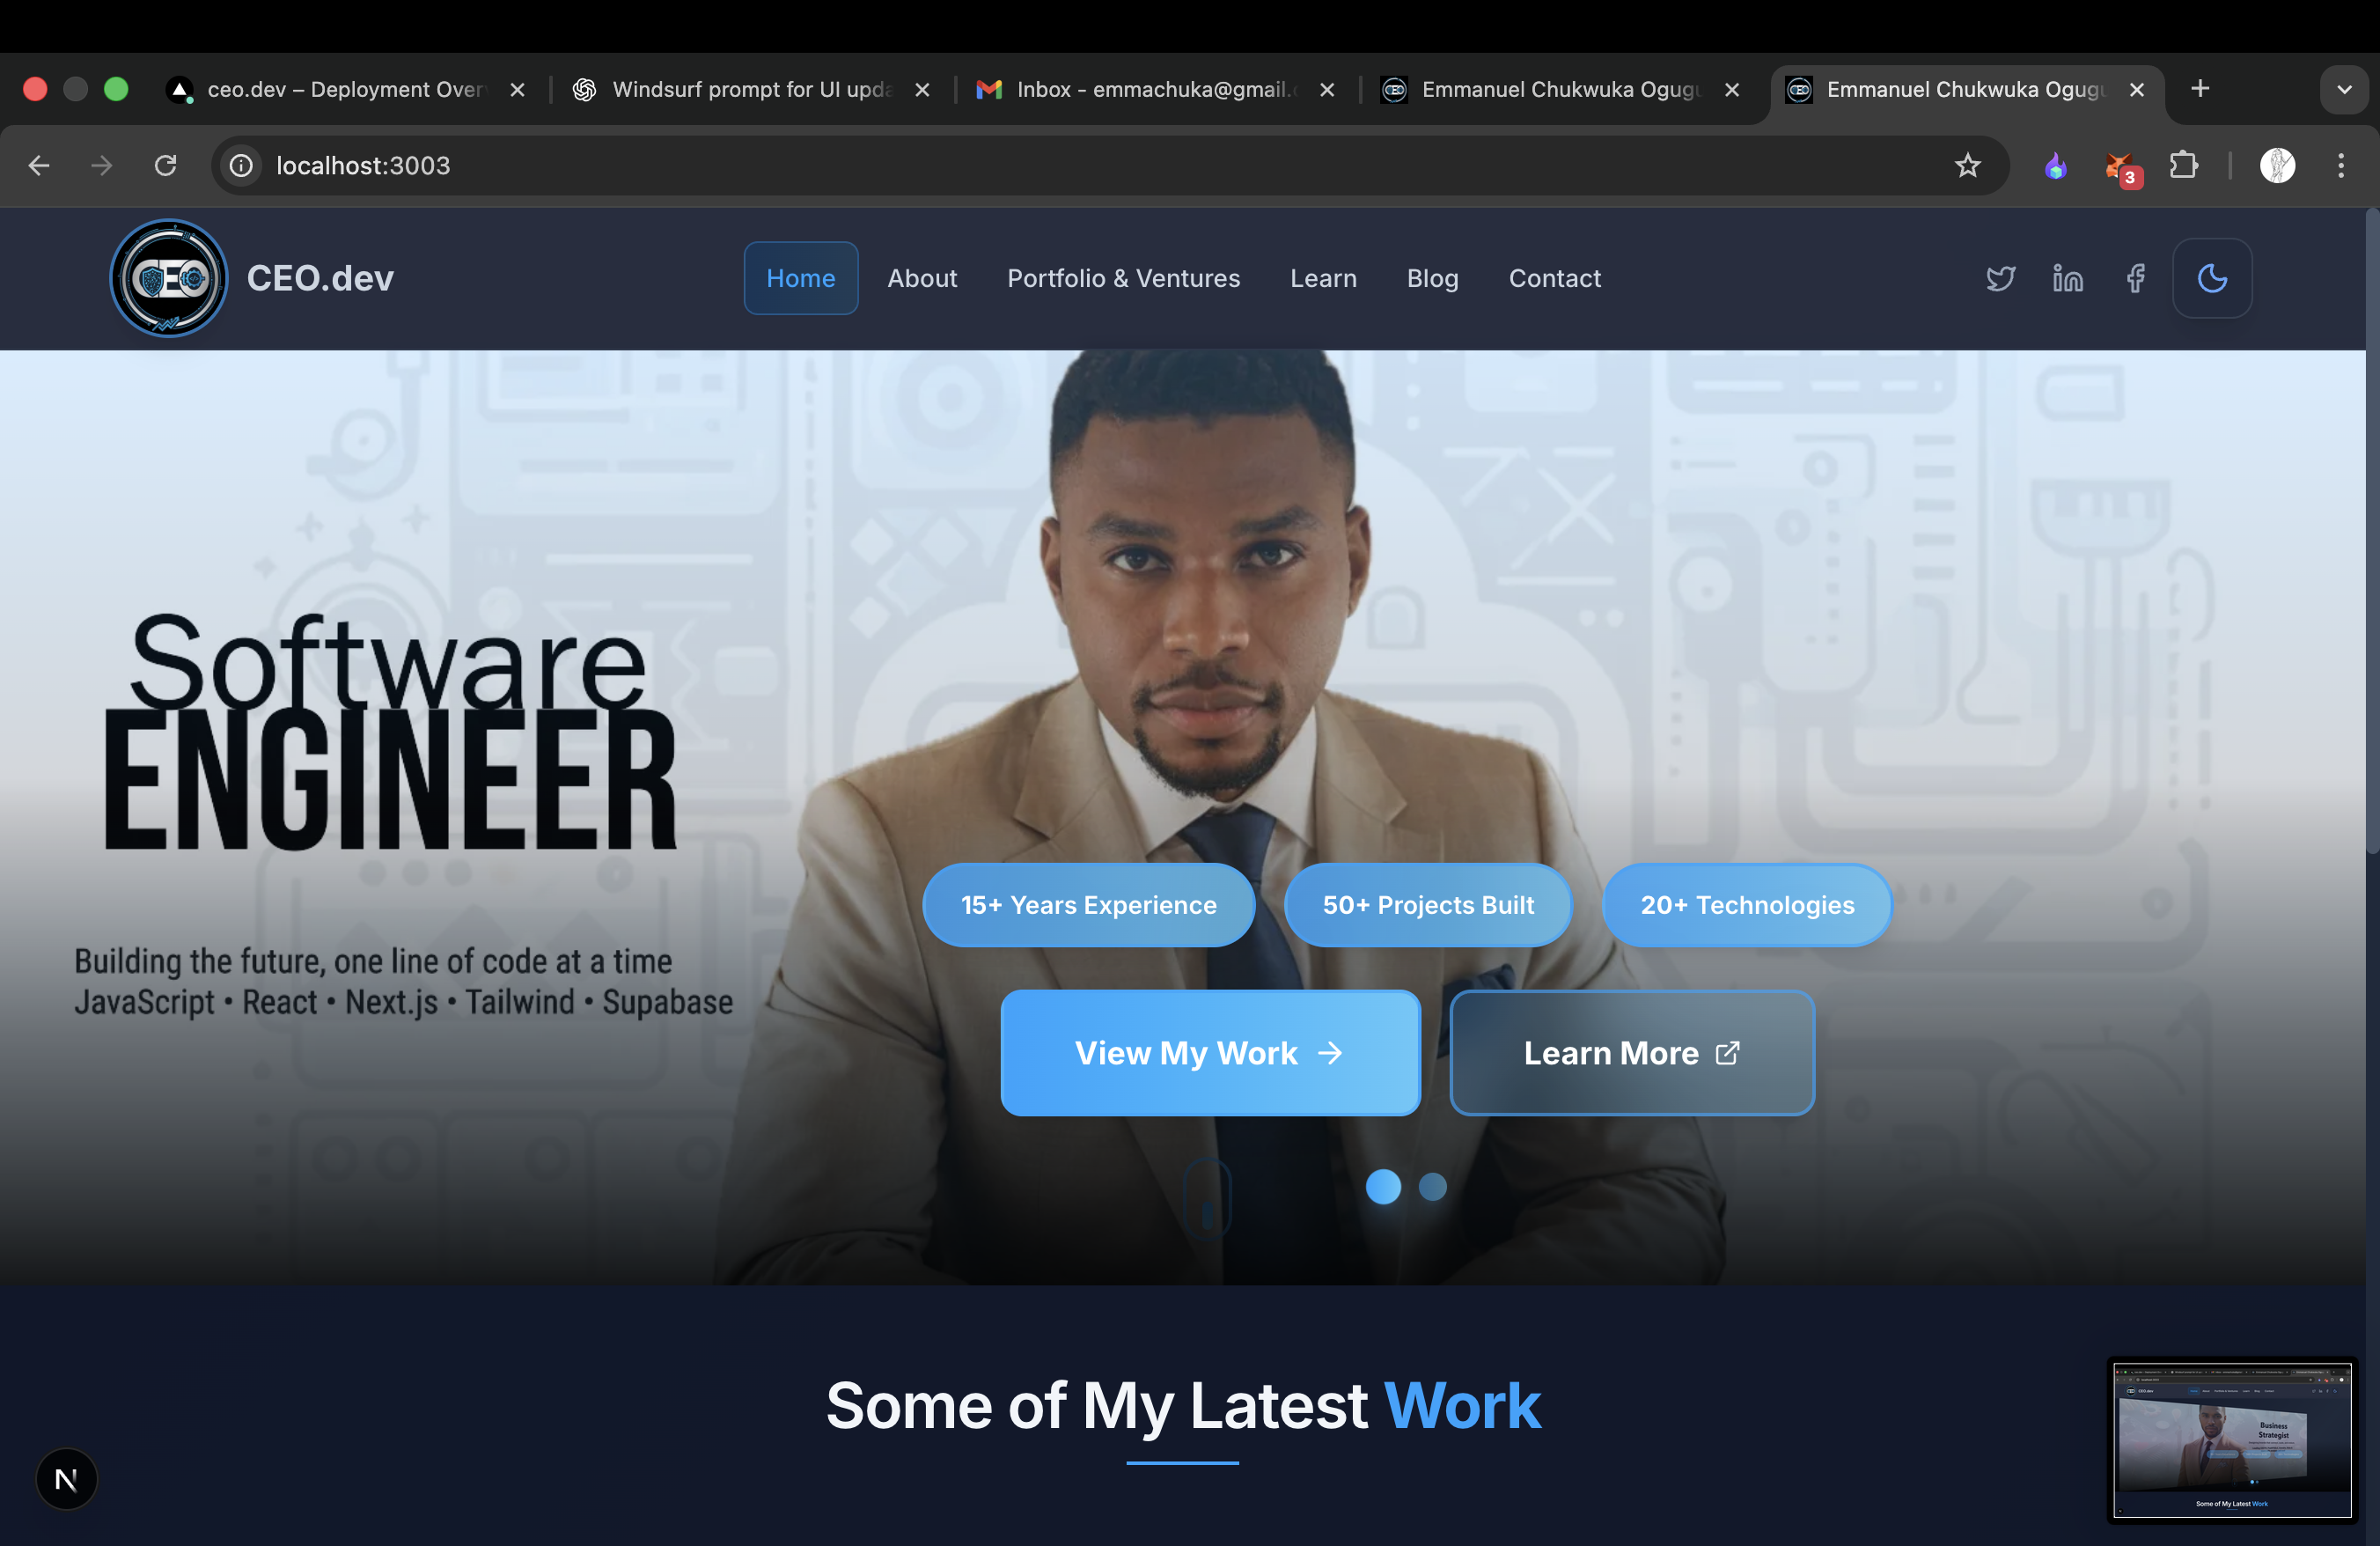 ceo.dev – Deployment Over
Windsurf prompt for UI upda
Inbox - emmachuka@gmail.c
Emmanuel Chukwuka Ogugu
Emmanuel Chukwuka Ogugu
localhost:3003
3
CEO
CEO.dev
Home
About
Portfolio & Ventures
Learn
Blog
Contact
Software
ENGINEER
15+ Years Experience
50+ Projects Built
20+ Technologies
Building the future, one line of code at a time
JavaScript • React • Next.js • Tailwind • Supabase
View My Work
Learn More
Some of My Latest Work
N
Business
Strategist
Some of My Latest Work